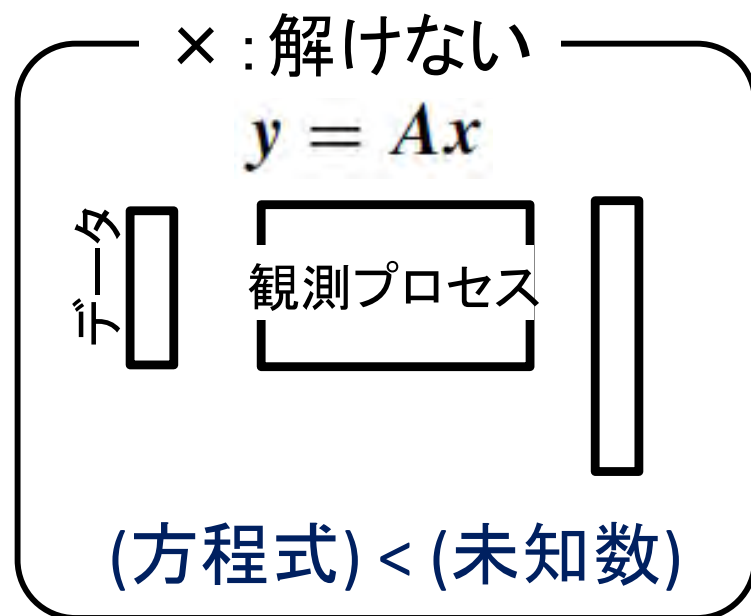 × : 解けない
y = Ax
データ
観測プロセス
(方程式) < (未知数)